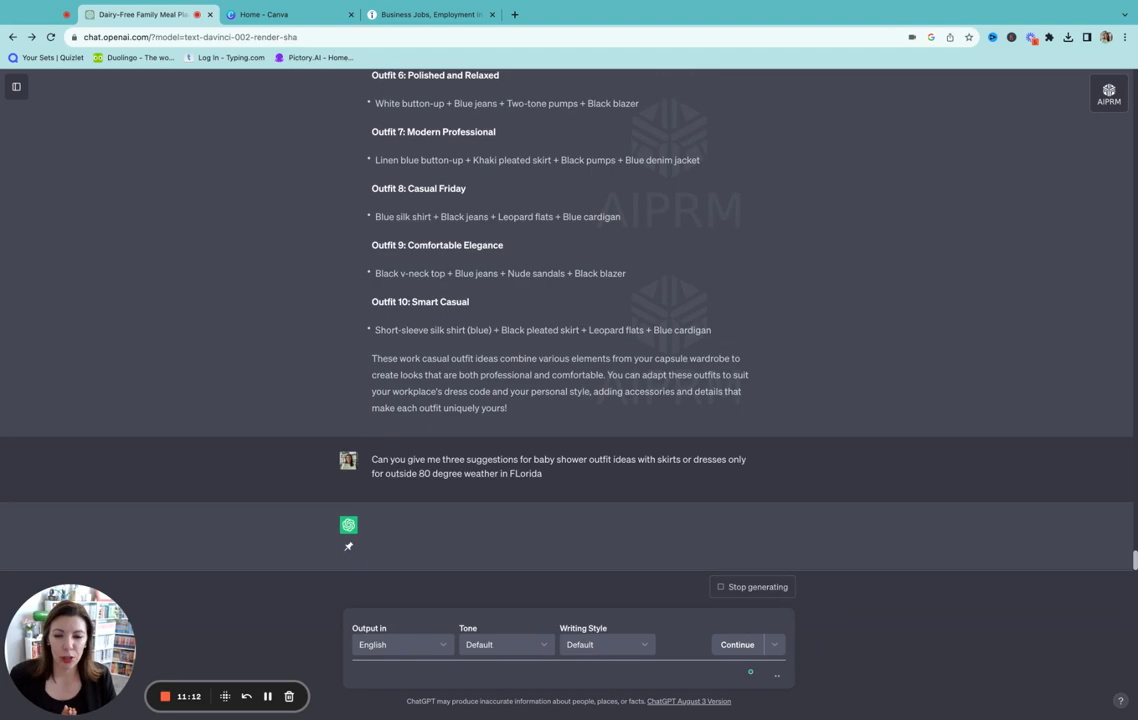 Dairy-Free Family Meal Pla
Home - Canva
Business Jobs, Employment in
chat.openai.com/?model=text-davinci-002-render-sha
Your Sets | Quizlet
Duolingo - The wo...
Log In - Typing.com
Pictory.AI - Home...
AIPRM
Outfit 6: Polished and Relaxed
• White button-up + Blue jeans + Two-tone pumps + Black blazer
Outfit 7: Modern Professional
• Linen blue button-up + Khaki pleated skirt + Black pumps + Blue denim jacket
Outfit 8: Casual Friday
• Blue silk shirt + Black jeans + Leopard flats + Blue cardigan
AIPRM
Outfit 9: Comfortable Elegance
• Black v-neck top + Blue jeans + Nude sandals + Black blazer
Outfit 10: Smart Casual
• Short-sleeve silk shirt (blue) + Black pleated skirt + Leopard flats + Blue cardigan
These work casual outfit ideas combine various elements from your capsule wardrobe to
create looks that are both professional and comfortable. You can adapt these outfits to suit
your workplace's dress code and your personal style, adding accessories and details that
make each outfit uniquely yours!
AIPRM
Can you give me three suggestions for baby shower outfit ideas with skirts or dresses only
for outside 80 degree weather in FLorida
Stop generating
Output in
Tone
Writing Style
English
Default
Default
Continue
11:12
ChatGPT may produce inaccurate information about people, places, or facts. ChatGPT August 3 Version
?